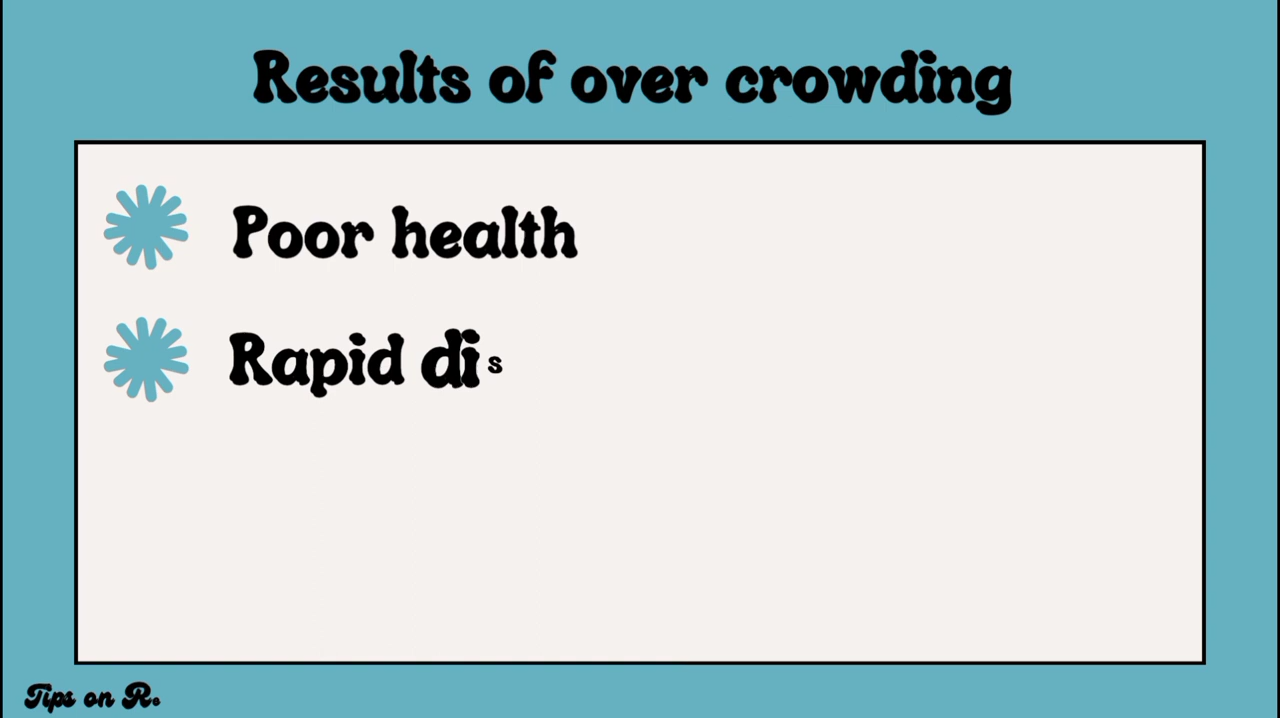 Results of over crowding
Poor health
Rapid dis
Tips on R.